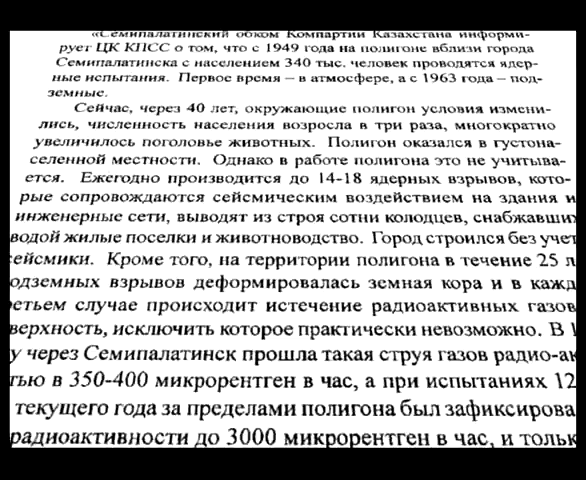 «Семипалатинский обком Компартии Казахстана информи-
рует ЦК КПСС о том, что с 1949 года на полигоне вблизи города
Семипалатинска с населением 340 тыс. человек проводятся ядер-
ные испытания. Первое время – в атмосфере, а с 1963 года – под-
земные.
Сейчас, через 40 лет, окружающие полигон условия измени-
лись, численность населения возросла в три раза, многократно
увеличилось поголовье животных. Полигон оказался в густона-
селенной местности. Однако в работе полигона это не учитыва-
ется. Ежегодно производится до 14-18 ядерных взрывов, кото-
рые сопровождаются сейсмическим воздействием на здания и
инженерные сети, выводят из строя сотни колодцев, снабжавших
водой жилые поселки и животноводство. Город строился без учет
сейсмики. Кроме того, на территории полигона в течение 25 л
одземных взрывов деформировалась земная кора и в кажд
ретьем случае происходит истечение радиоактивных газов
верхность, исключить которое практически невозможно. В
у через Семипалатинск прошла такая струя газов радио-ак
тью в 350-400 микрорентген в час, а при испытаниях 12
текущего года за пределами полигона был зафиксирова
радиоактивности до 3000 микрорентген в час, и тольк